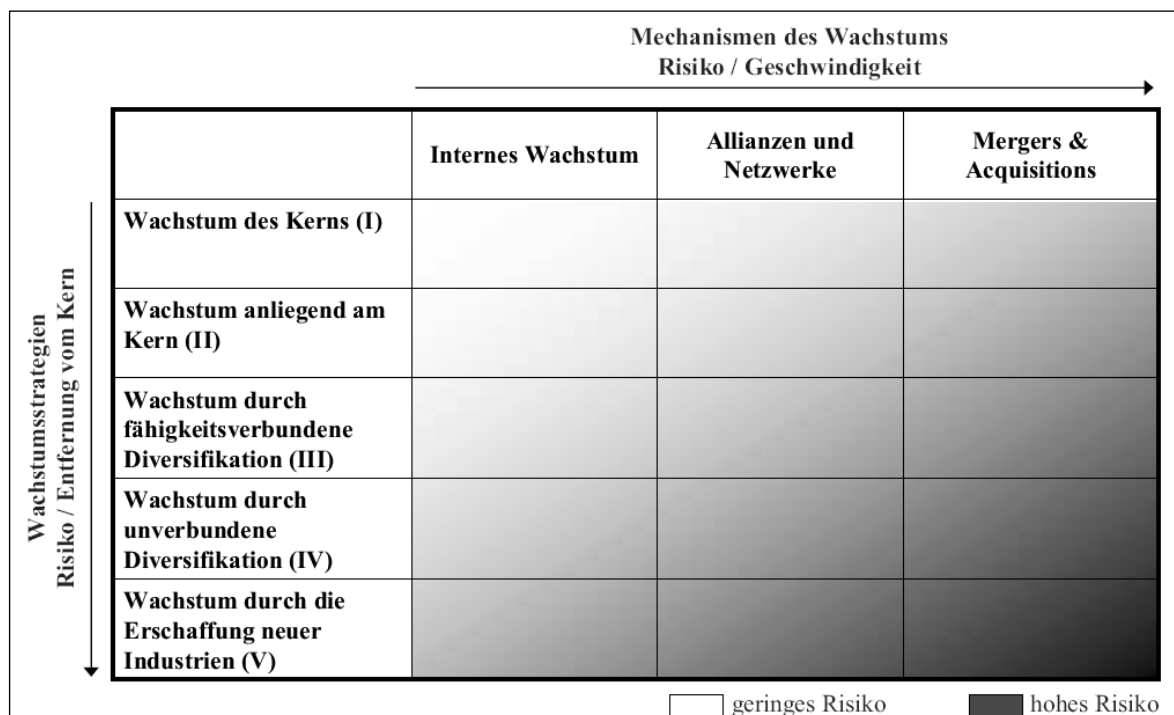 Mechanismen des Wachstums
Risiko / Geschwindigkeit
Internes Wachstum
Allianzen und
Netzwerke
Mergers &
Acquisitions
Wachstumsstrategien
Risiko / Entfernung vom Kern
Wachstum des Kerns (I)
Wachstum anliegend am
Kern (II)
Wachstum durch
fähigkeitsverbundene
Diversifikation (III)
Wachstum durch
unverbundene
Diversifikation (IV)
Wachstum durch die
Erschaffung neuer
Industrien (V)
geringes Risiko
hohes Risiko